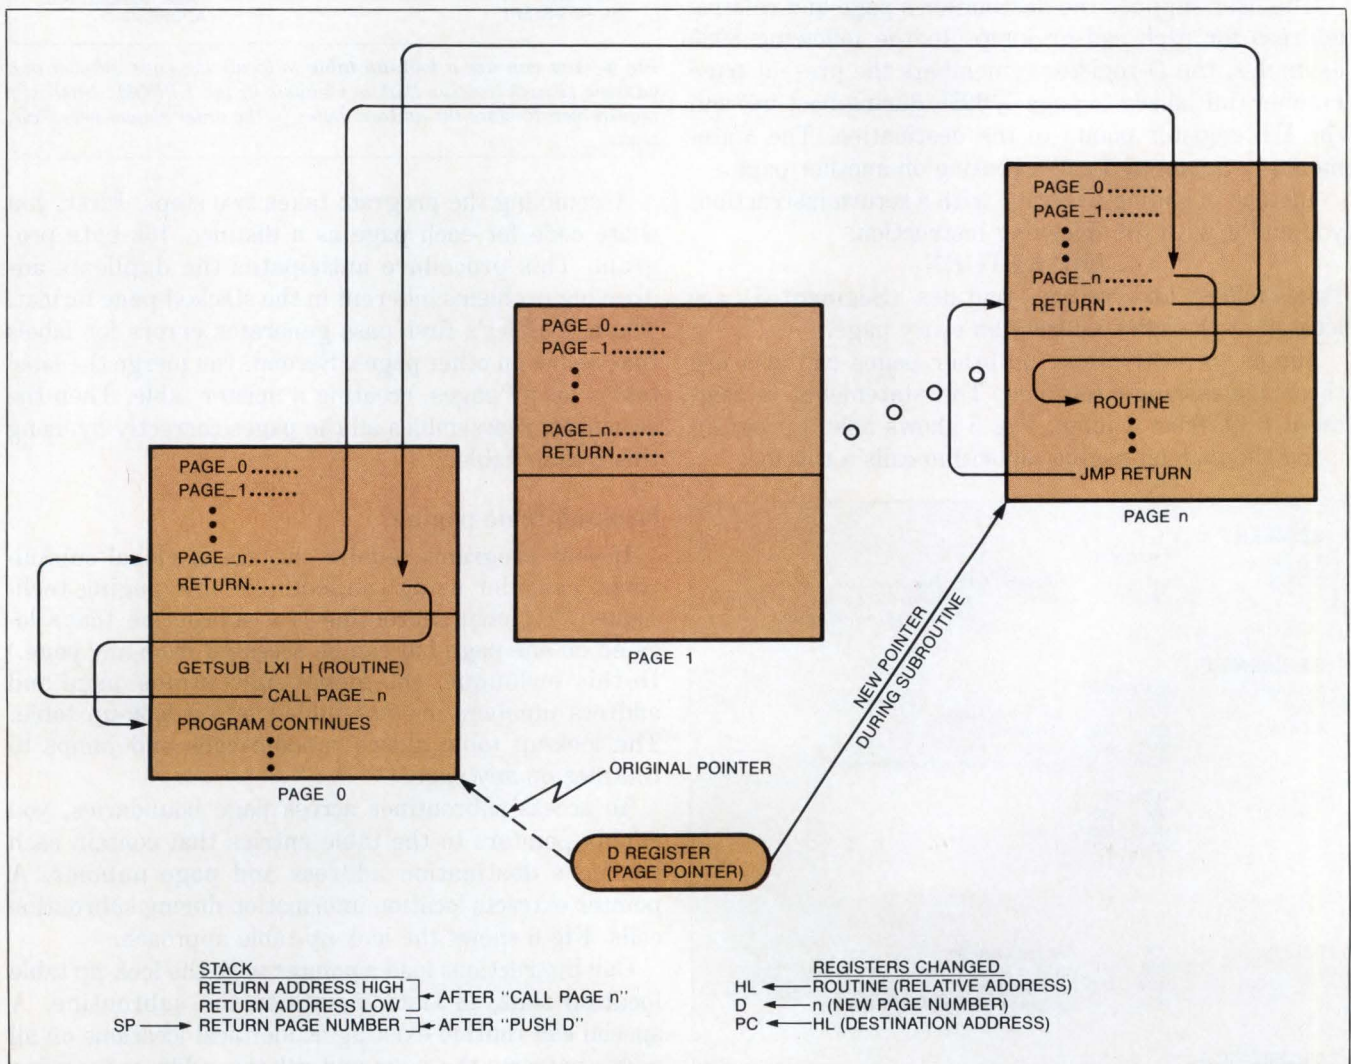 PAGE_0.......
PAGE_1.......
PAGE_n.......
RETURN......
GETSUB LXI H (ROUTINE)
CALL PAGE_n
PROGRAM CONTINUES
PAGE 0
PAGE_0.......
PAGE_1.......
PAGE_n.......
RETURN......
PAGE 1
PAGE_0.......
PAGE_1.......
PAGE_n.......
RETURN......
ROUTINE
JMP RETURN
PAGE n
NEW POINTER
DURING SUBROUTINE
ORIGINAL POINTER
D REGISTER
(PAGE POINTER)
STACK
RETURN ADDRESS HIGH
RETURN ADDRESS LOW
AFTER "CALL PAGE n"
SP RETURN PAGE NUMBER AFTER "PUSH D"
REGISTERS CHANGED
HL ROUTINE (RELATIVE ADDRESS)
D n (NEW PAGE NUMBER)
PC HL (DESTINATION ADDRESS)